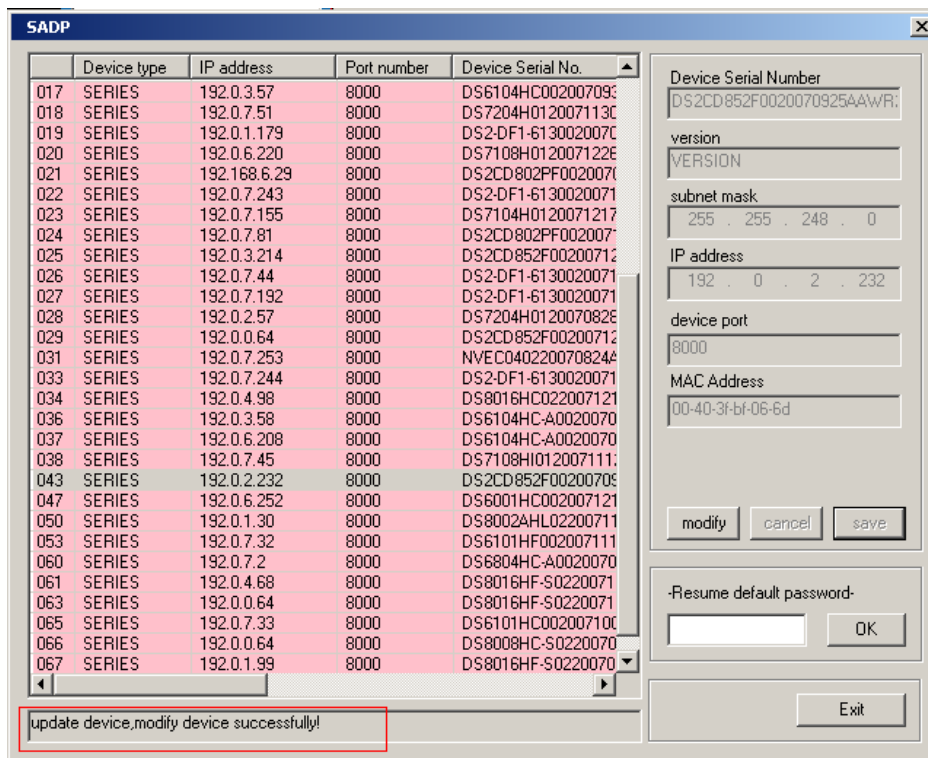 SADP
Device type IP address Port number Device Serial No.
017 SERIES 192.0.3.57 8000 DS6104HC002007093
018 SERIES 192.0.7.51 8000 DS7204H012007113C
019 SERIES 192.0.1.179 8000 DS2-DF1-613002007C
020 SERIES 192.0.6.220 8000 DS7108H012007122E
021 SERIES 192.168.6.29 8000 DS2CD802PF002007(
022 SERIES 192.0.7.243 8000 DS2-DF1-6130020071
023 SERIES 192.0.7.155 8000 DS7104H0120071217
024 SERIES 192.0.7.81 8000 DS2CD802PF002007
025 SERIES 192.0.3.214 8000 DS2CD852F00200712
026 SERIES 192.0.7.44 8000 DS2-DF1-6130020071
027 SERIES 192.0.7.192 8000 DS2-DF1-6130020071
028 SERIES 192.0.2.57 8000 DS7204H012007082E
029 SERIES 192.0.0.64 8000 DS2CD852F00200712
031 SERIES 192.0.7.253 8000 NVEC040220070824A
033 SERIES 192.0.7.244 8000 DS2-DF1-6130020071
034 SERIES 192.0.4.98 8000 DS8016HC022007121
036 SERIES 192.0.3.58 8000 DS6104HC-A0020070
037 SERIES 192.0.6.208 8000 DS6104HC-A0020070
038 SERIES 192.0.7.45 8000 DS7108HI012007111
043 SERIES 192.0.2.232 8000 DS2CD852F0020070
047 SERIES 192.0.6.252 8000 DS6001HC002007121
050 SERIES 192.0.1.30 8000 DS8002AHL02200711
053 SERIES 192.0.7.32 8000 DS6101HF002007111
060 SERIES 192.0.7.2 8000 DS6804HC-A0020070
061 SERIES 192.0.4.68 8000 DS8016HF-S0220071
063 SERIES 192.0.0.64 8000 DS8016HF-S0220071
065 SERIES 192.0.7.33 8000 DS6101HC00200710
066 SERIES 192.0.0.64 8000 DS8008HC-S0220070
067 SERIES 192.0.1.99 8000 DS8016HF-S0220070
update device,modify device successfully!
Device Serial Number
DS2CD852F0020070925AAWR
version
VERSION
subnet mask
255 . 255 . 248 . 0
IP address
192 . 0 . 2 . 232
device port
8000
MAC Address
00-40-3f-bf-06-6d
modify cancel save
-Resume default password-
OK
Exit